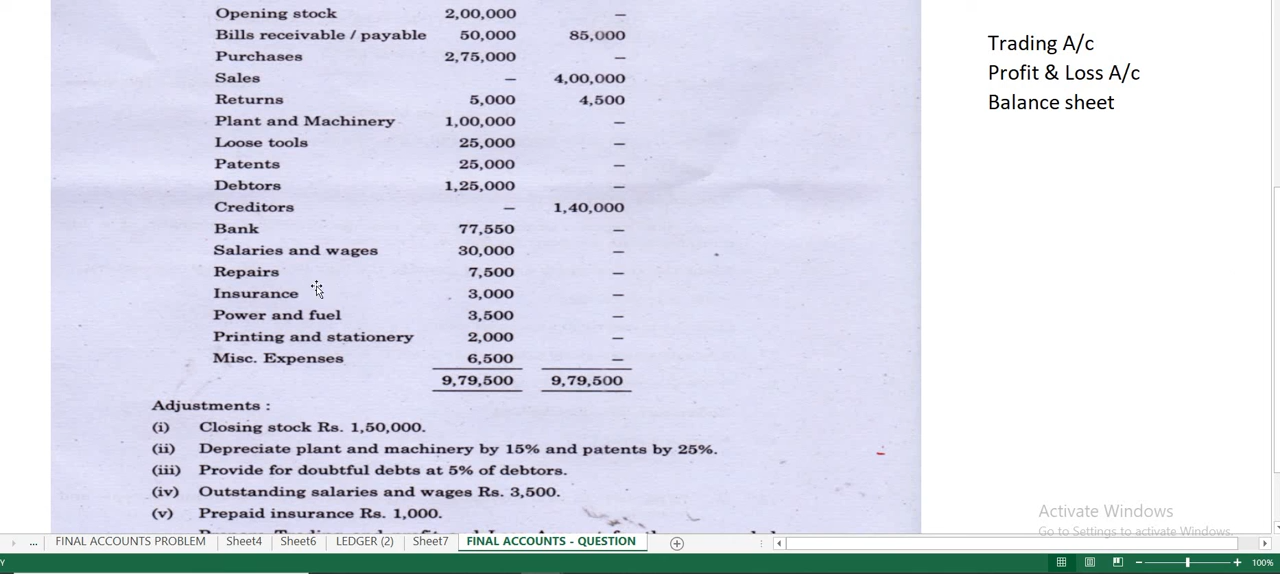 Opening stock 2,00,000 –
Bills receivable / payable 50,000 85,000
Purchases 2,75,000 –
Sales – 4,00,000
Returns 5,000 4,500
Plant and Machinery 1,00,000 –
Loose tools 25,000 –
Patents 25,000 –
Debtors 1,25,000 –
Creditors – 1,40,000
Bank 77,550 –
Salaries and wages 30,000 –
Repairs 7,500 –
Insurance 3,000 –
Power and fuel 3,500 –
Printing and stationery 2,000 –
Misc. Expenses 6,500 –
9,79,500 9,79,500
Adjustments :
(i) Closing stock Rs. 1,50,000.
(ii) Depreciate plant and machinery by 15% and patents by 25%.
(iii) Provide for doubtful debts at 5% of debtors.
(iv) Outstanding salaries and wages Rs. 3,500.
(v) Prepaid insurance Rs. 1,000.
Trading A/c
Profit & Loss A/c
Balance sheet
Activate Windows
Go to Settings to activate Windows.
... FINAL ACCOUNTS PROBLEM Sheet4 Sheet6 LEDGER (2) Sheet7 FINAL ACCOUNTS - QUESTION
100%